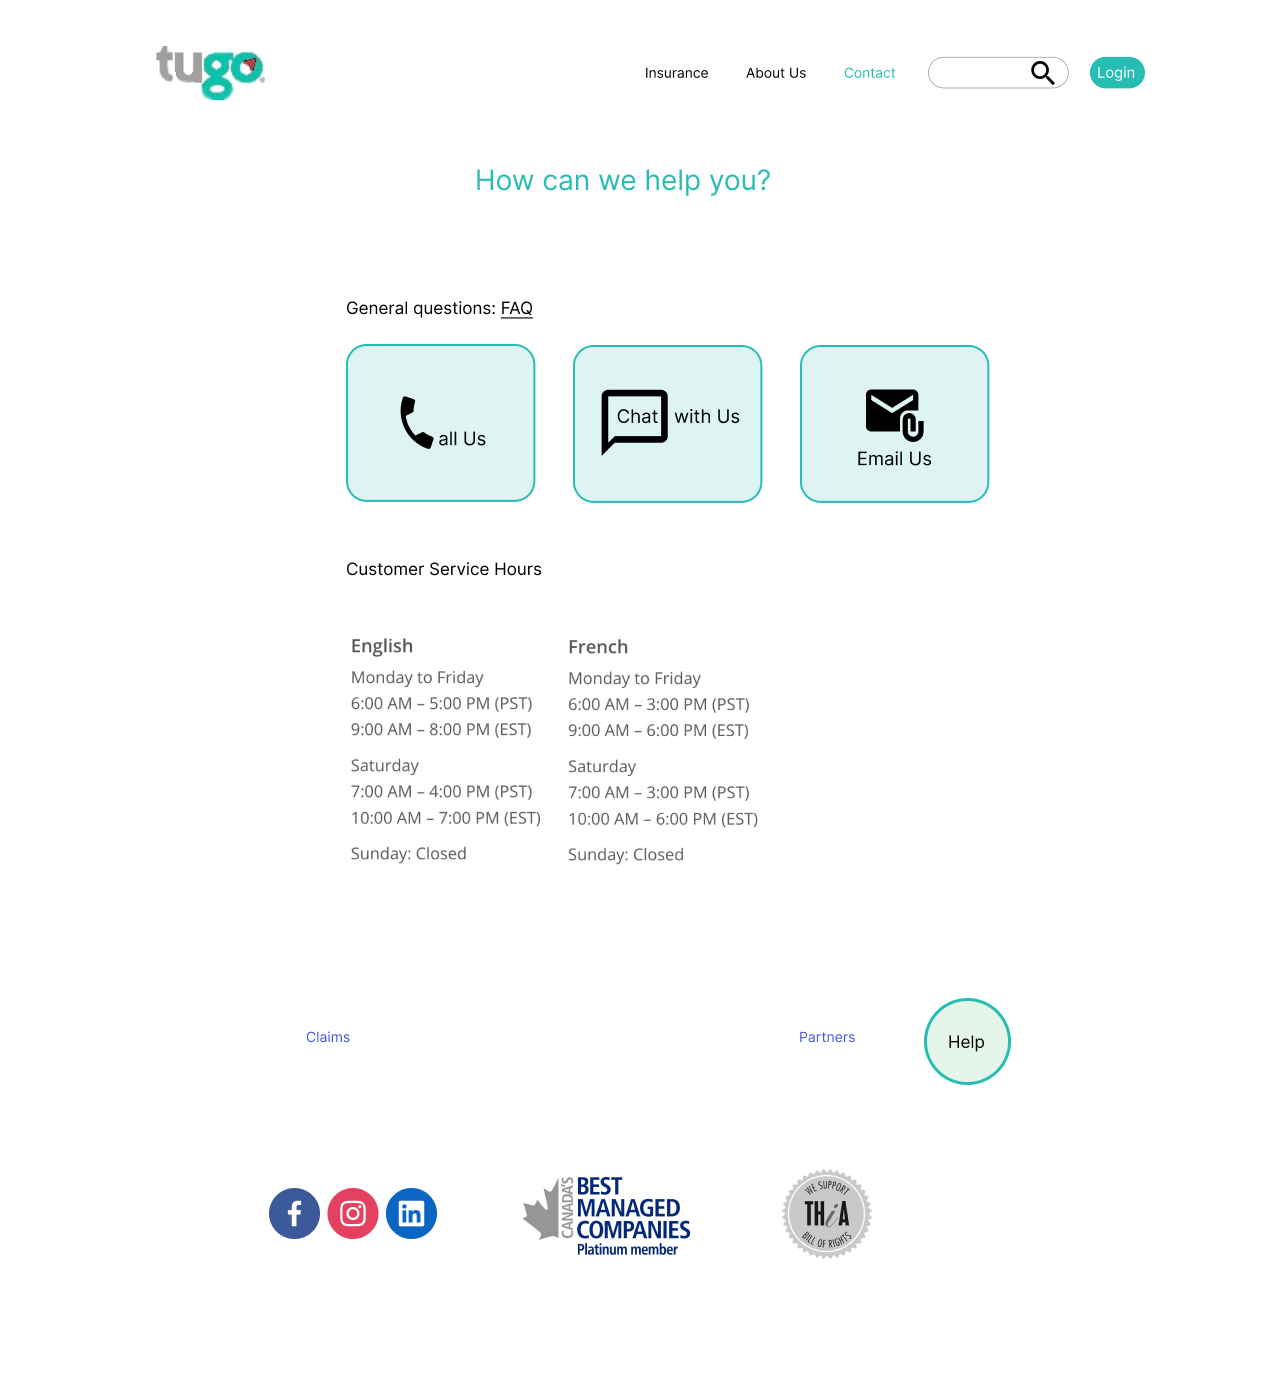 tugo
Insurance About Us Contact Login
How can we help you?
General questions: FAQ
all Us
Chat with Us
Email Us
Customer Service Hours
English
Monday to Friday
6:00 AM – 5:00 PM (PST)
9:00 AM – 8:00 PM (EST)
Saturday
7:00 AM – 4:00 PM (PST)
10:00 AM – 7:00 PM (EST)
Sunday: Closed
French
Monday to Friday
6:00 AM – 3:00 PM (PST)
9:00 AM – 6:00 PM (EST)
Saturday
7:00 AM – 3:00 PM (PST)
10:00 AM – 6:00 PM (EST)
Sunday: Closed
Claims
Partners
Help
f
in
CANADA'S
BEST
MANAGED
COMPANIES
Platinum member
WE SUPPORT
THiA
BILL OF RIGHTS